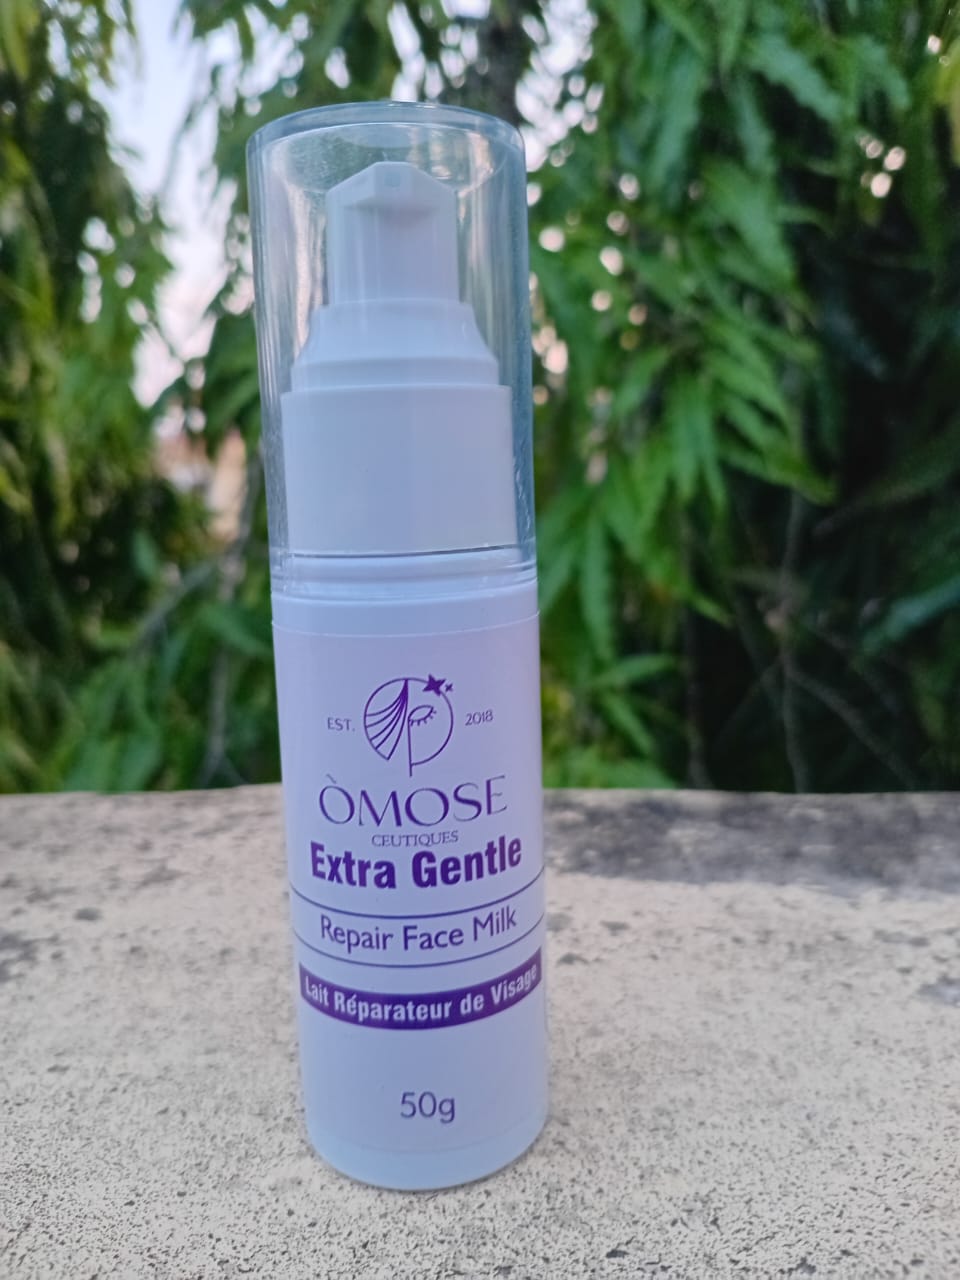 EST. 2018
ÒMOSE
CEUTIQUES
Extra Gentle
Repair Face Milk
Lait Réparateur de Visage
50g